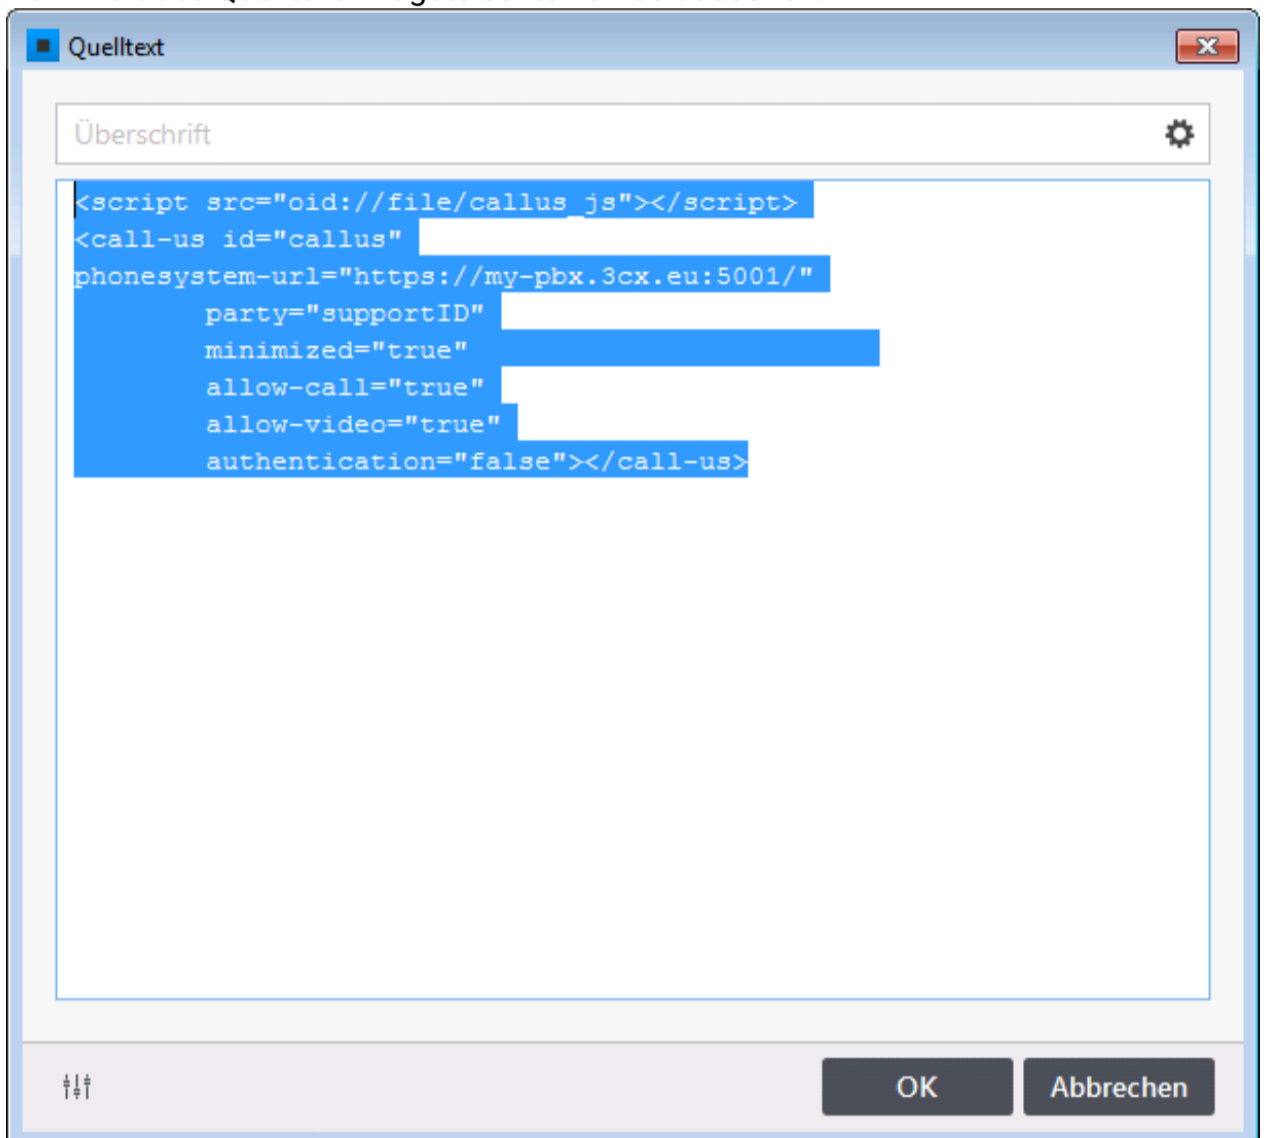 Quelltext
Überschrift
<script src="oid://file/callus_js"></script>
<call-us id="callus"
phonesystem-url="https://my-pbx.3cx.eu:5001/"
party="supportID"
minimized="true"
allow-call="true"
allow-video="true"
authentication="false"></call-us>
OK
Abbrechen